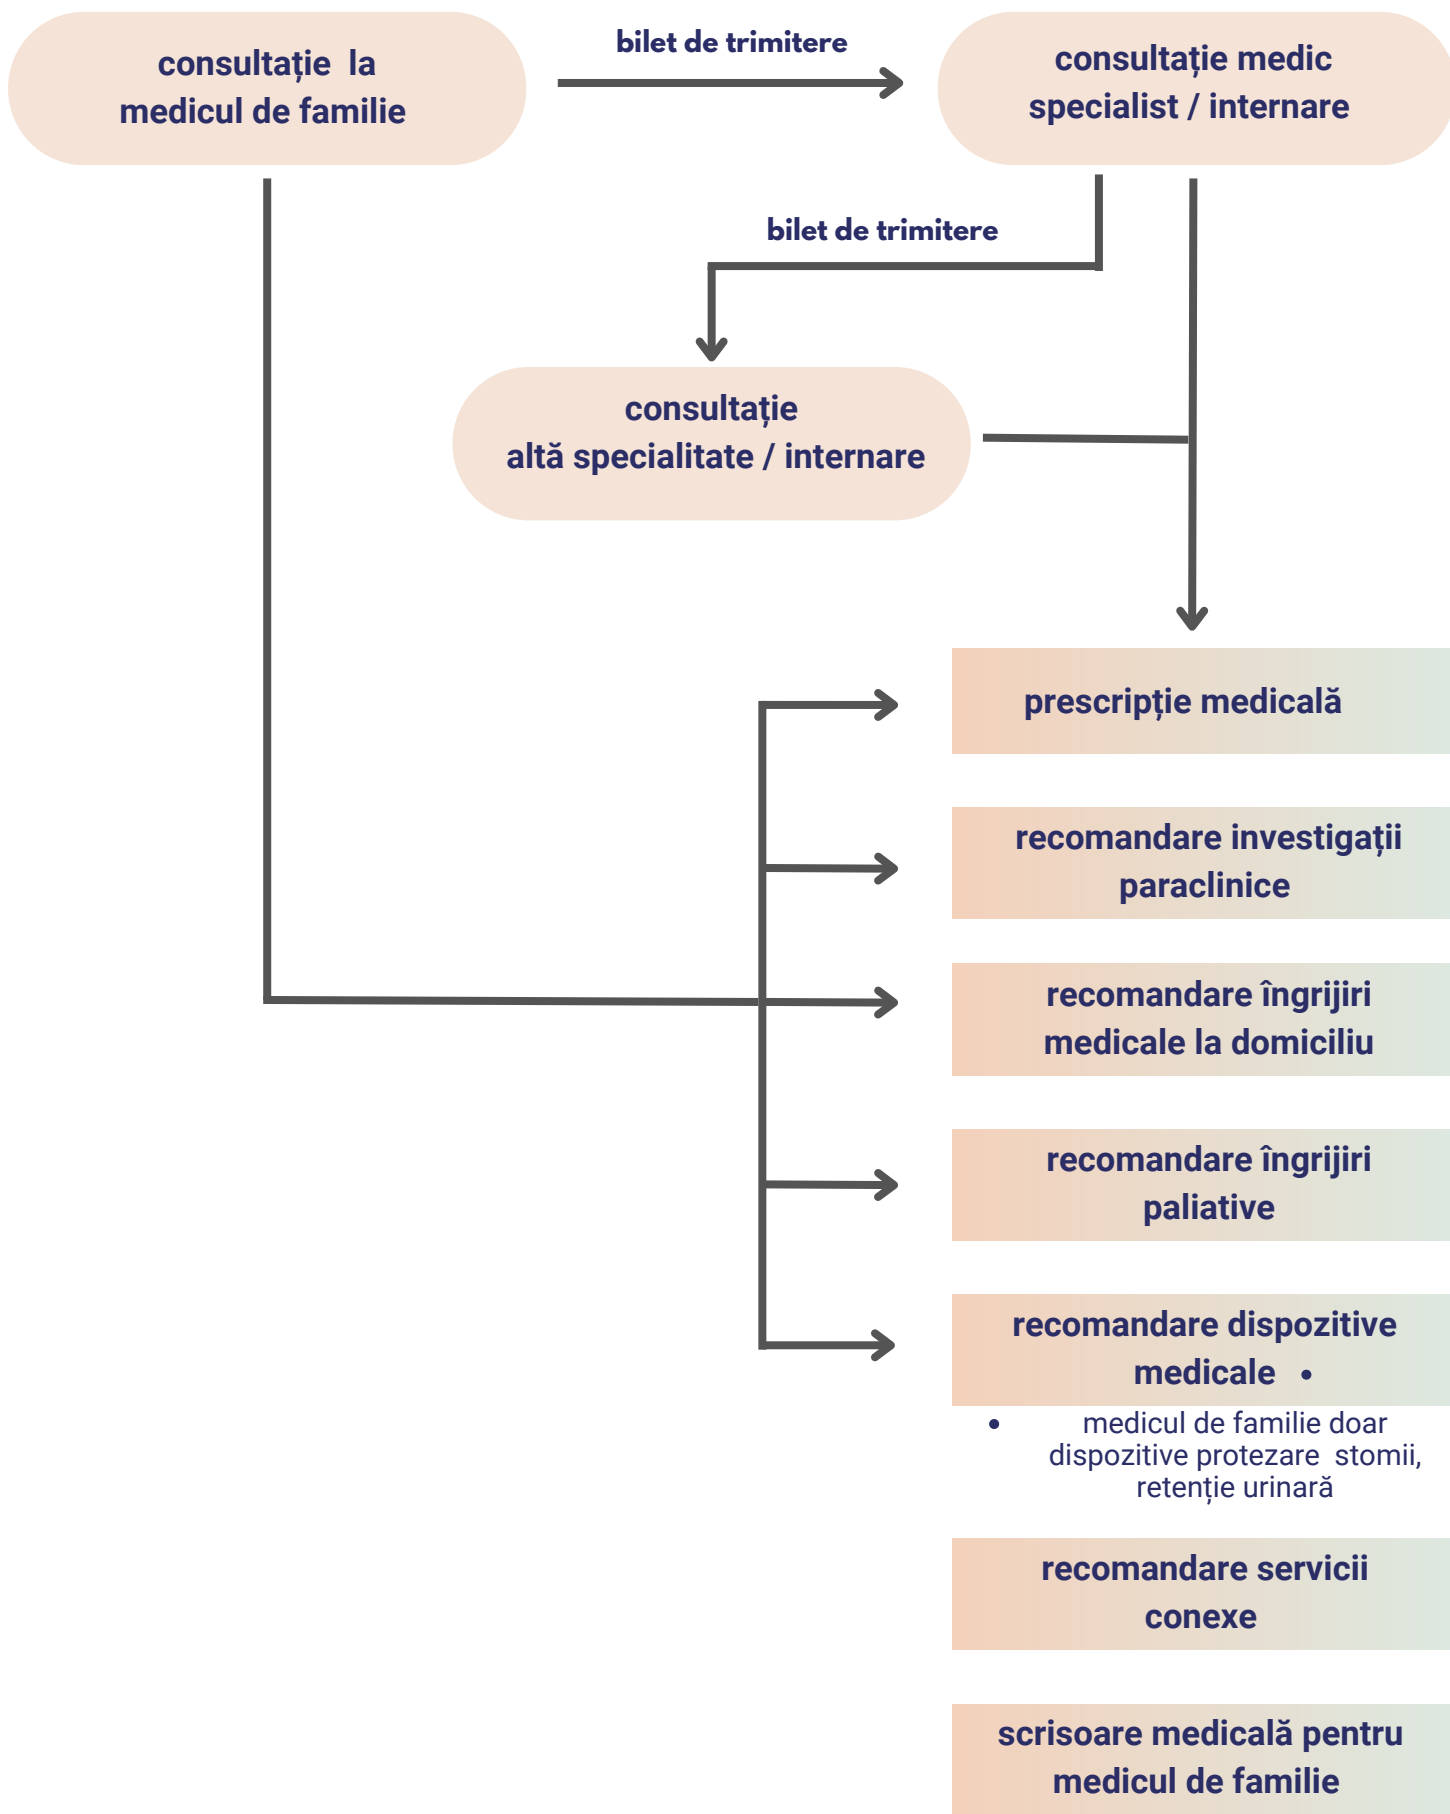 consultație la
medicul de familie
bilet de trimitere
consultație medic
specialist / internare
bilet de trimitere
consultație
altă specialitate / internare
prescripție medicală
recomandare investigații
paraclinice
recomandare îngrijiri
medicale la domiciliu
recomandare îngrijiri
paliative
recomandare dispozitive
medicale •
• medicul de familie doar
dispozitive protezare stomii,
retenție urinară
recomandare servicii
conexe
scrisoare medicală pentru
medicul de familie